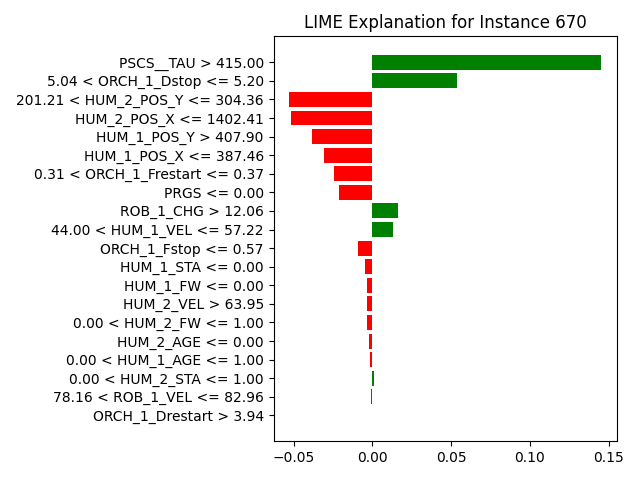 LIME Explanation for Instance 670
PSCS__TAU > 415.00
5.04 < ORCH_1_Dstop <= 5.20
201.21 < HUM_2_POS_Y <= 304.36
HUM_2_POS_X <= 1402.41
HUM_1_POS_Y > 407.90
HUM_1_POS_X <= 387.46
0.31 < ORCH_1_Frestart <= 0.37
PRGS <= 0.00
ROB_1_CHG > 12.06
44.00 < HUM_1_VEL <= 57.22
ORCH_1_Fstop <= 0.57
HUM_1_STA <= 0.00
HUM_1_FW <= 0.00
HUM_2_VEL > 63.95
0.00 < HUM_2_FW <= 1.00
HUM_2_AGE <= 0.00
0.00 < HUM_1_AGE <= 1.00
0.00 < HUM_2_STA <= 1.00
78.16 < ROB_1_VEL <= 82.96
ORCH_1_Drestart > 3.94
−0.05 0.00 0.05 0.10 0.15